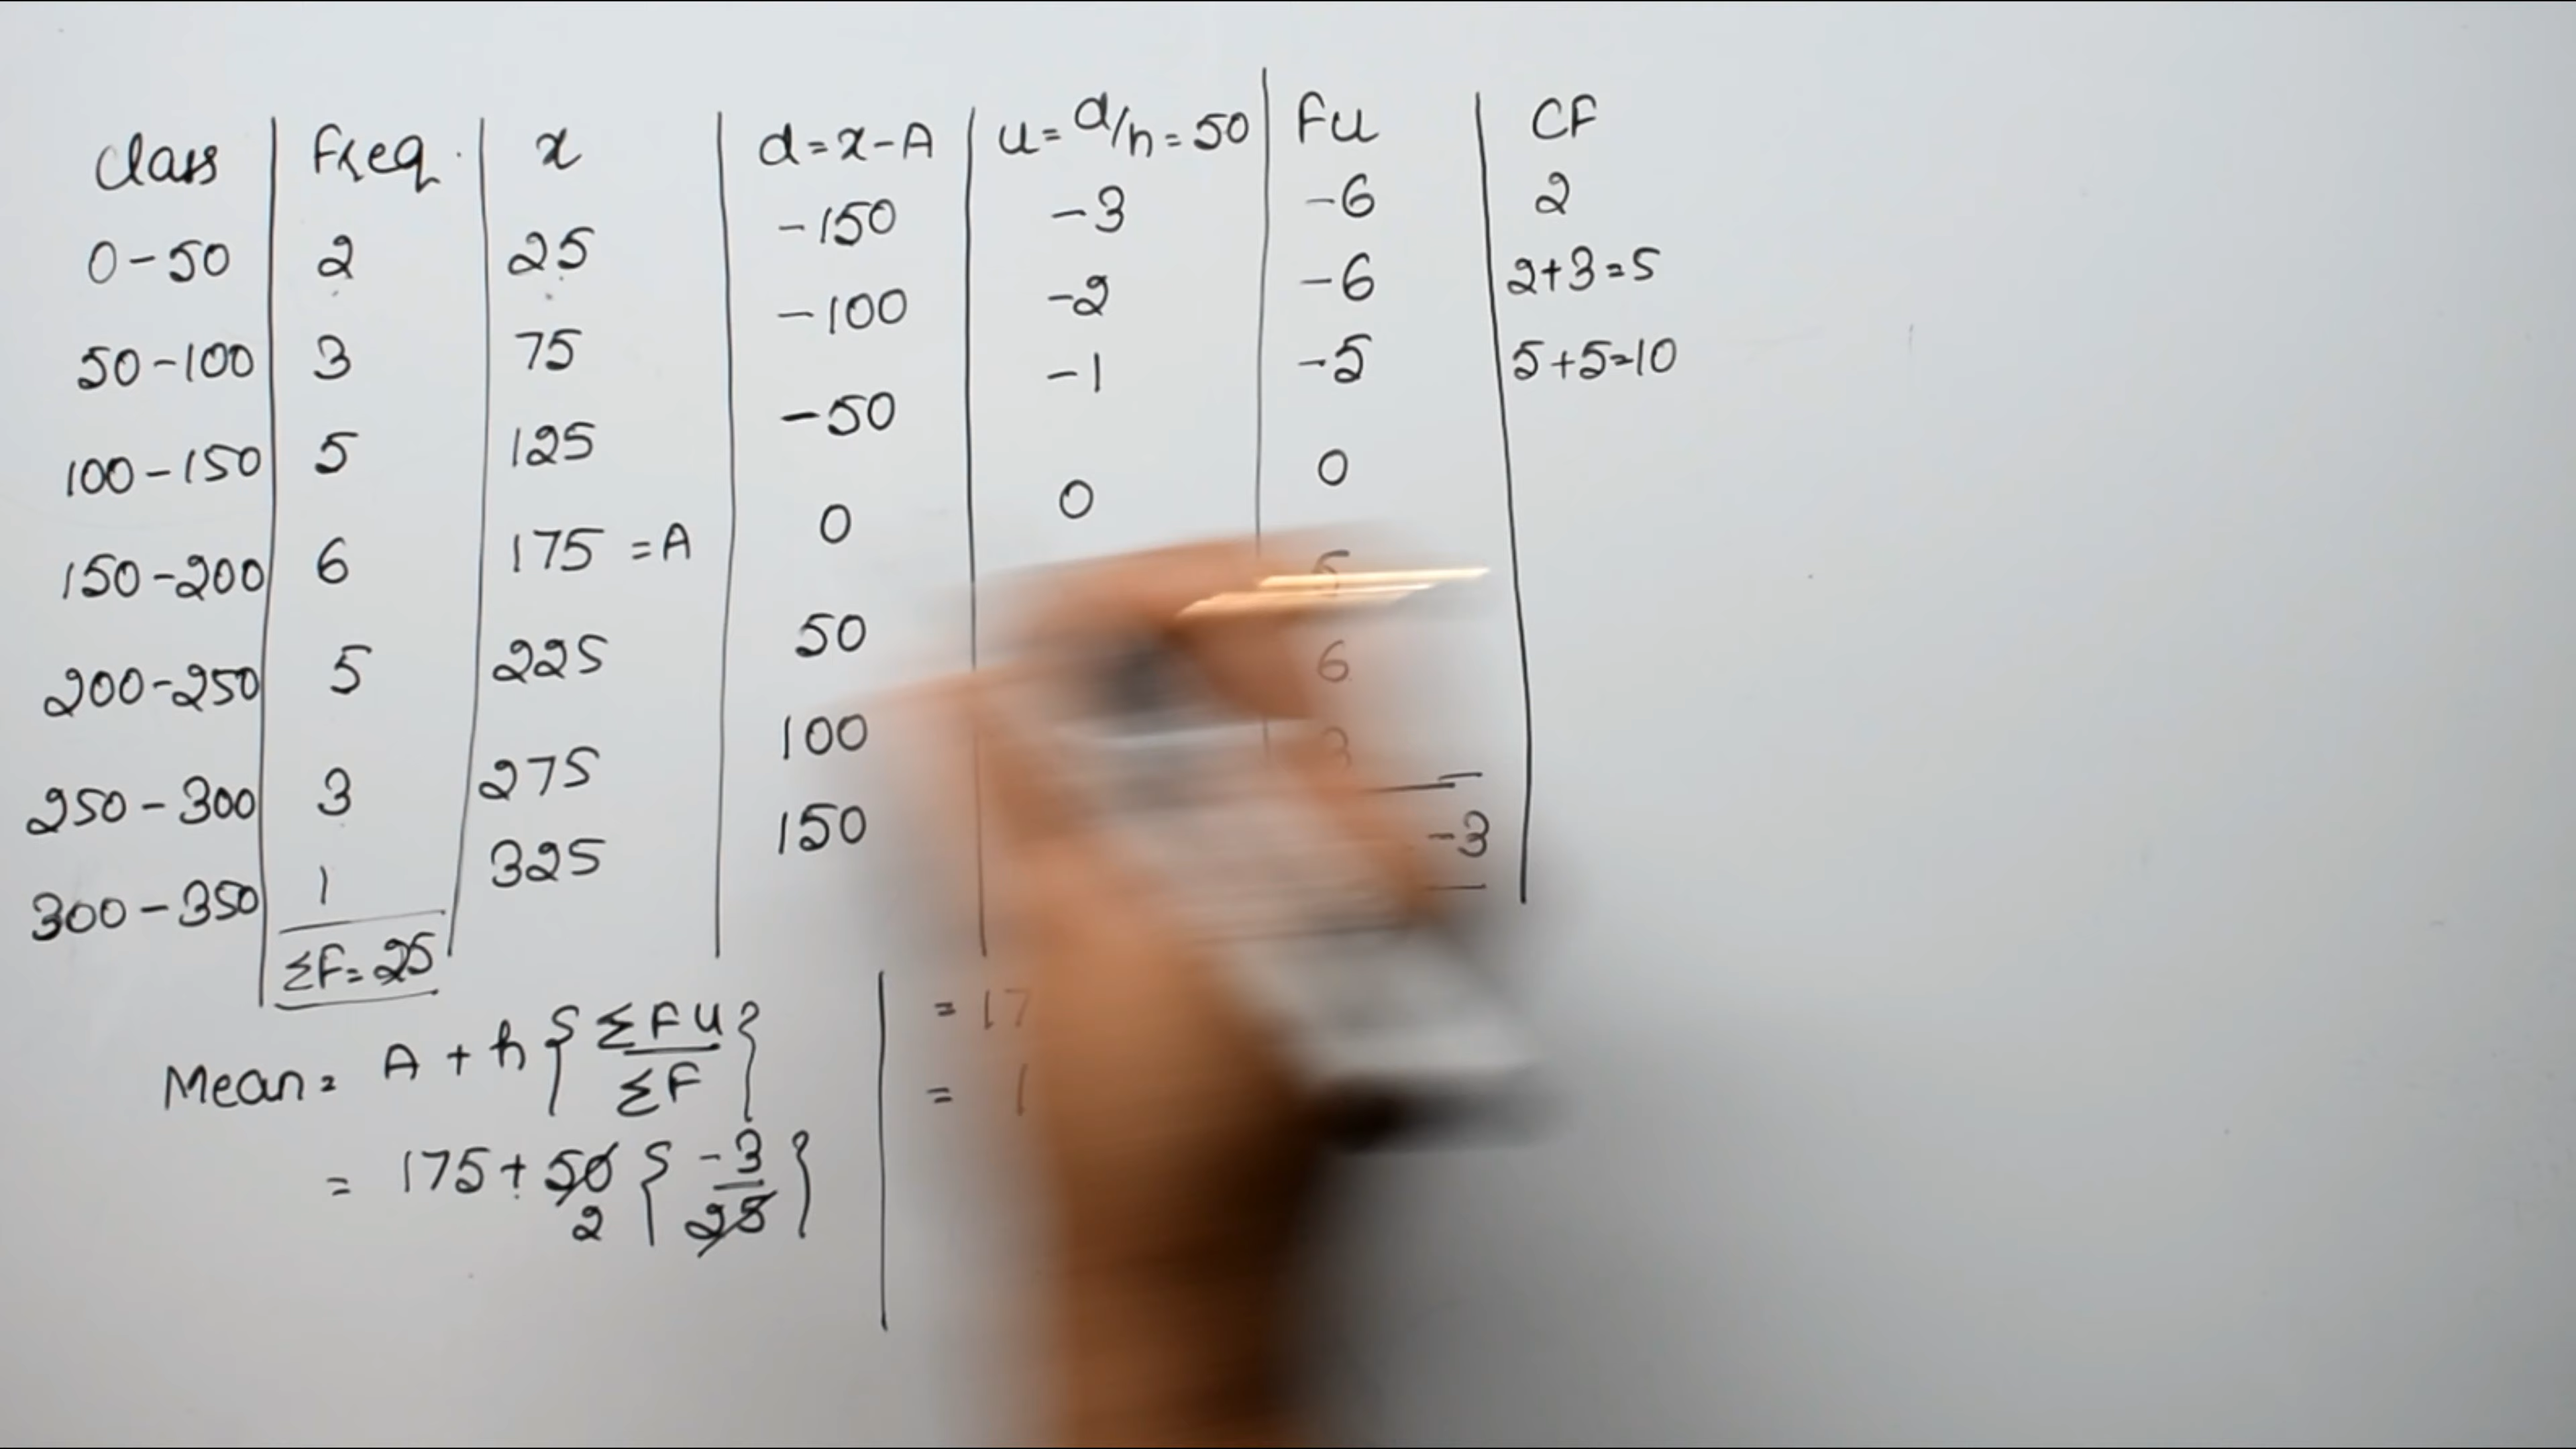 Class Freq. x d=x-A u=d/h=50 Fu CF
0-50 2 25 -150 -3 -6 2
50-100 3 75 -100 -2 -6 2+3=5
100-150 5 125 -50 -1 -5 5+5=10
150-200 6 175 =A 0 0 0
200-250 5 225 50
250-300 3 275 100 6
300-350 1 325 150
ΣF=25 -3
Mean = A + h { ΣFU / ΣF }
= 175 + 50 { -3 / 25 }
2
= 17
= 1